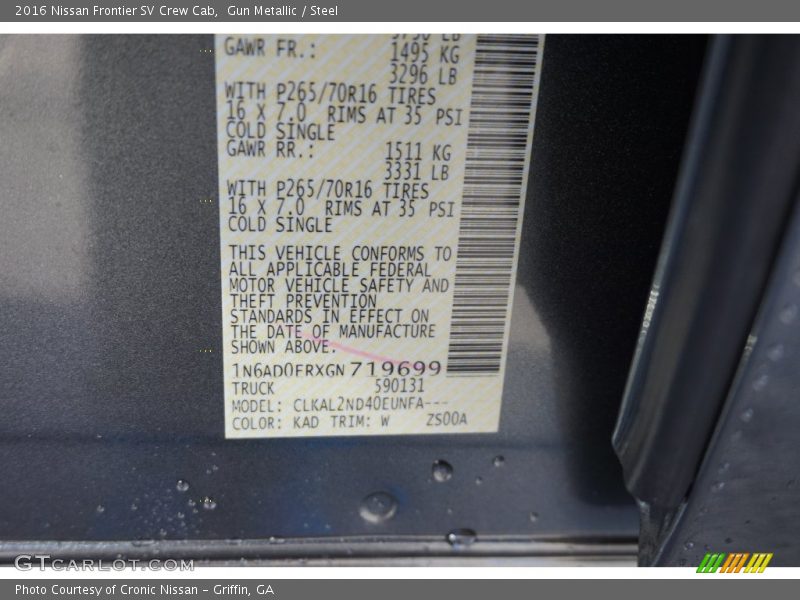 2016 Nissan Frontier SV Crew Cab, Gun Metallic / Steel
GAWR FR.: 1495 KG
3296 LB
WITH P265/70R16 TIRES
16 X 7.0 RIMS AT 35 PSI
COLD SINGLE
GAWR RR.: 1511 KG
3331 LB
WITH P265/70R16 TIRES
16 X 7.0 RIMS AT 35 PSI
COLD SINGLE
THIS VEHICLE CONFORMS TO
ALL APPLICABLE FEDERAL
MOTOR VEHICLE SAFETY AND
THEFT PREVENTION
STANDARDS IN EFFECT ON
THE DATE OF MANUFACTURE
SHOWN ABOVE.
1N6AD0ERXGN719699
TRUCK 590131
MODEL: CLKAL2ND40EUNFA---
COLOR: KAD TRIM: W ZS00A
GTcarlot.com
Photo Courtesy of Cronic Nissan – Griffin, GA